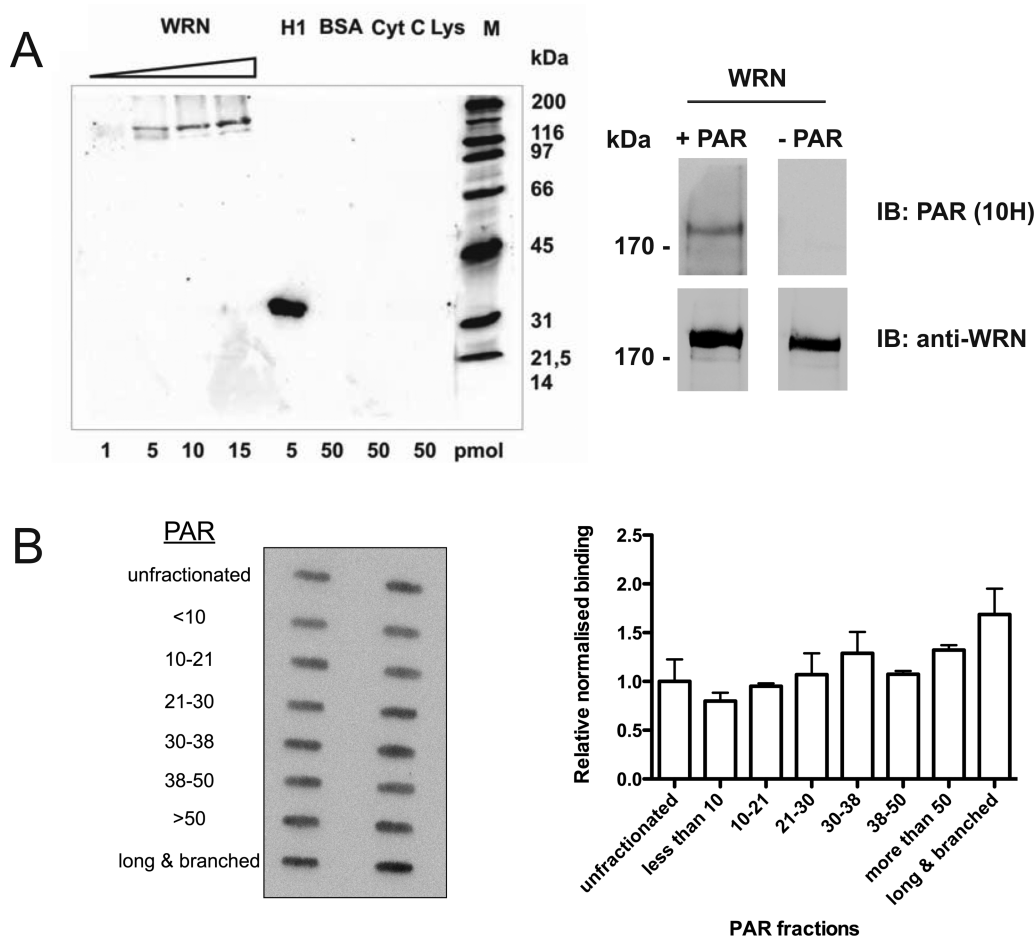 A
WRN H1 BSA Cyt C Lys M
kDa
200
116
97
66
45
31
21,5
14
1 5 10 15 5 50 50 50 pmol
WRN
kDa + PAR - PAR
170 -
IB: PAR (10H)
170 -
IB: anti-WRN
B
PAR
unfractionated
<10
10-21
21-30
30-38
38-50
>50
long & branched
Relative normalised binding
2.5
2.0
1.5
1.0
0.5
0.0
unfractionated
less than 10
10-21
21-30
30-38
38-50
more than 50
long & branched
PAR fractions